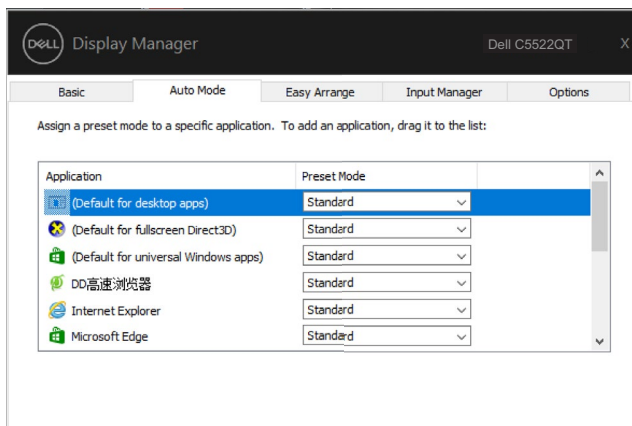 DELL Display Manager Dell C5522QT X
Basic Auto Mode Easy Arrange Input Manager Options
Assign a preset mode to a specific application. To add an application, drag it to the list:
Application Preset Mode
(Default for desktop apps) Standard
(Default for fullscreen Direct3D) Standard
(Default for universal Windows apps) Standard
DD高速浏览器 Standard
Internet Explorer Standard
Microsoft Edge Standard